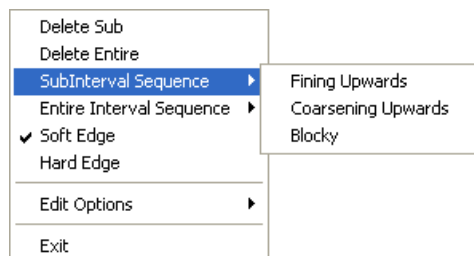 Delete Sub
Delete Entire
SubInterval Sequence
Fining Upwards
Entire Interval Sequence
Coarsening Upwards
Soft Edge
Blocky
Hard Edge
Edit Options
Exit